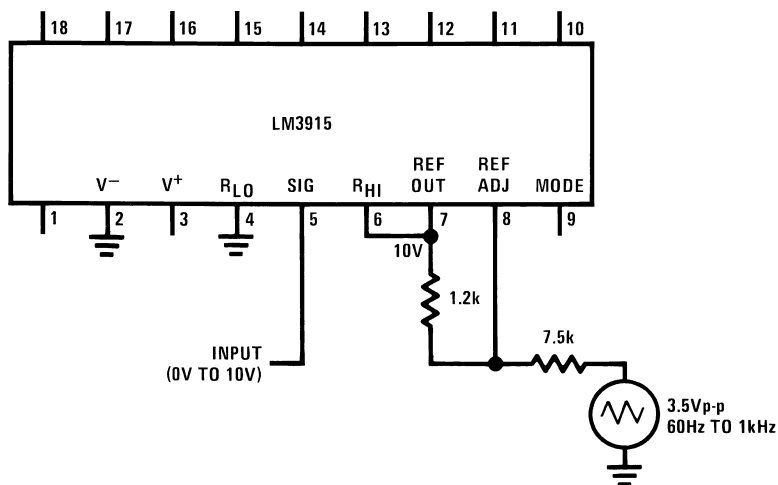 18 17 16 15 14 13 12 11 10
LM3915
V− V+ RLO SIG RHI REF OUT REF ADJ MODE
1 2 3 4 5 6 7 8 9
10V
1.2k
7.5k
INPUT
(0V TO 10V)
3.5Vp-p
60Hz TO 1kHz